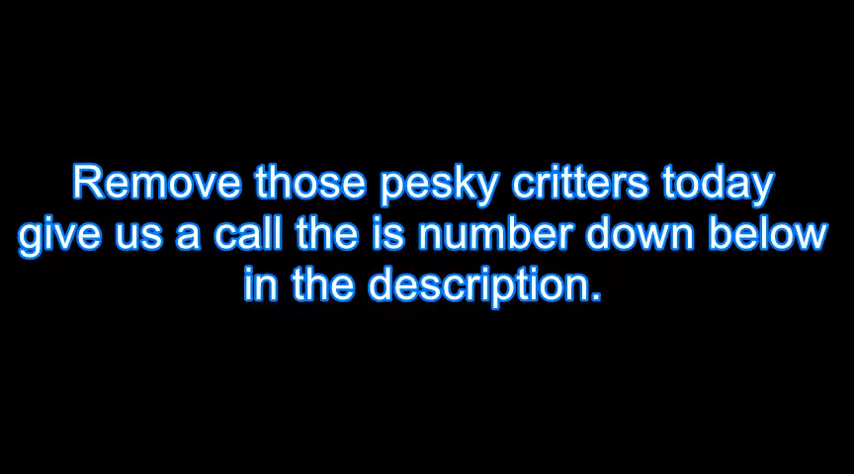 Remove those pesky critters today
give us a call the is number down below
in the description.